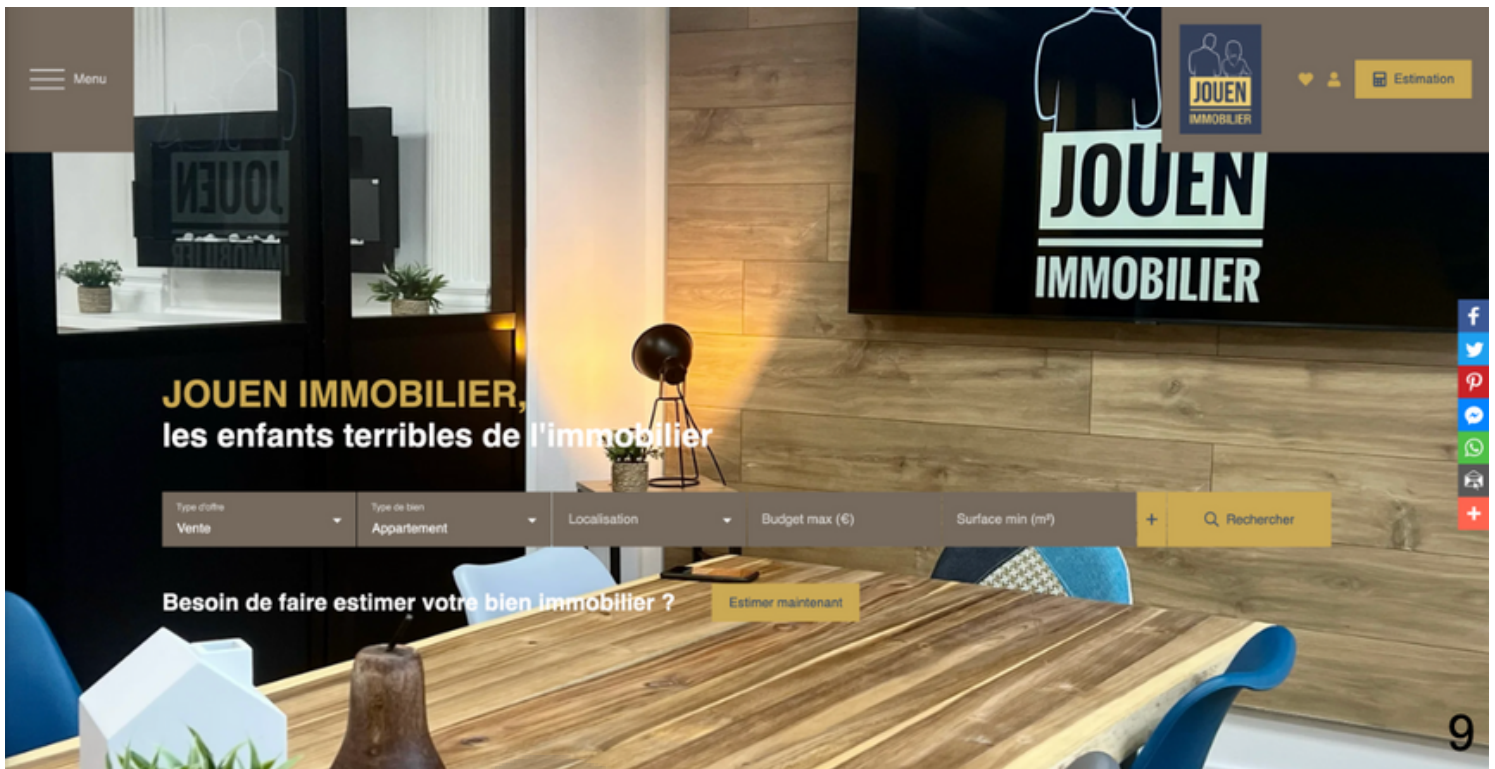 Menu
JOUEN
IMMOBILIER
Estimation
JOUEN
IMMOBILIER
JOUEN
IMMOBILIER
JOUEN IMMOBILIER,
les enfants terribles de l'immobilier
Type d'offre
Vente
Type de bien
Appartement
Localisation
Budget max (€)
Surface min (m²)
+
Rechercher
Besoin de faire estimer votre bien immobilier ?
Estimer maintenant
9